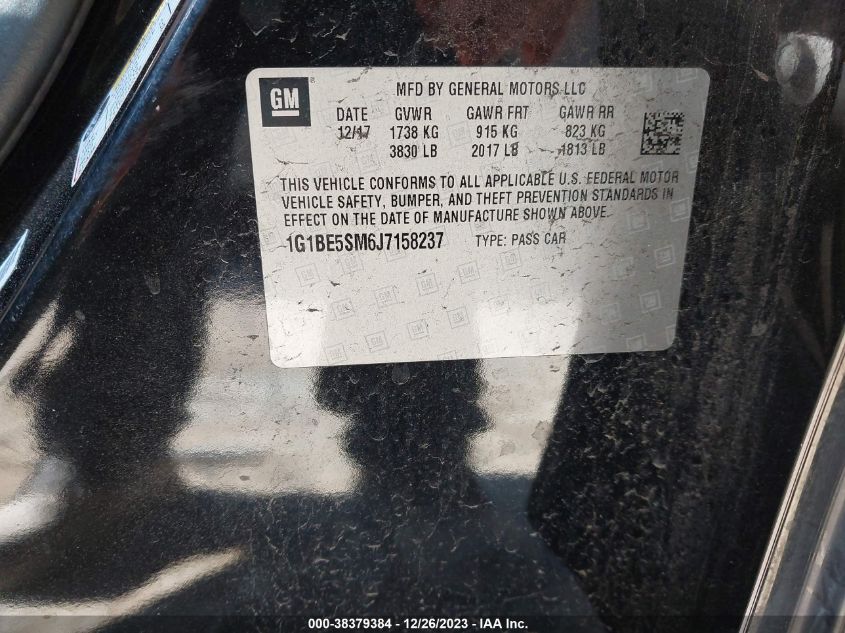 GM
®
MFD BY GENERAL MOTORS LLC
DATE GVWR GAWR FRT GAWR RR
12/17 1738 KG 915 KG 823 KG
3830 LB 2017 LB 1813 LB
THIS VEHICLE CONFORMS TO ALL APPLICABLE U.S. FEDERAL MOTOR
VEHICLE SAFETY, BUMPER, AND THEFT PREVENTION STANDARDS IN
EFFECT ON THE DATE OF MANUFACTURE SHOWN ABOVE.
1G1BE5SM6J7158237 TYPE: PASS CAR
000-38379384 / 12/26/2023 - IAA Inc.